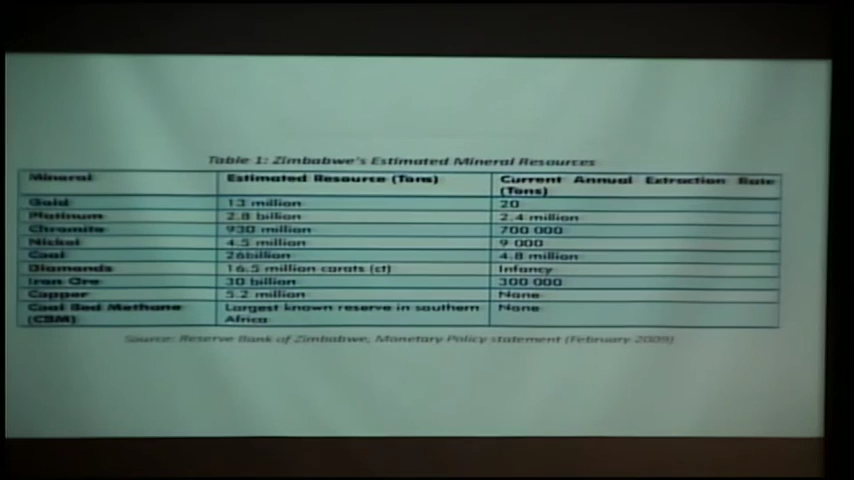 Table 1: Zimbabwe's Estimated Mineral Resources
Mineral Estimated Resource (Tons) Current Annual Extraction Rate (Tons)
Gold 13 million 20
Platinum 2.8 billion 2.4 million
Chromite 930 million 700 000
Nickel 4.5 million 9 000
Coal 26billion 4.8 million
Diamonds 16.5 million carats (ct) Infancy
Iron Ore 30 billion 300 000
Copper 5.2 million None
Coal Bed Methane (CBM) Largest known reserve in southern Africa None
Source: Reserve Bank of Zimbabwe, Monetary Policy statement (February 2009)